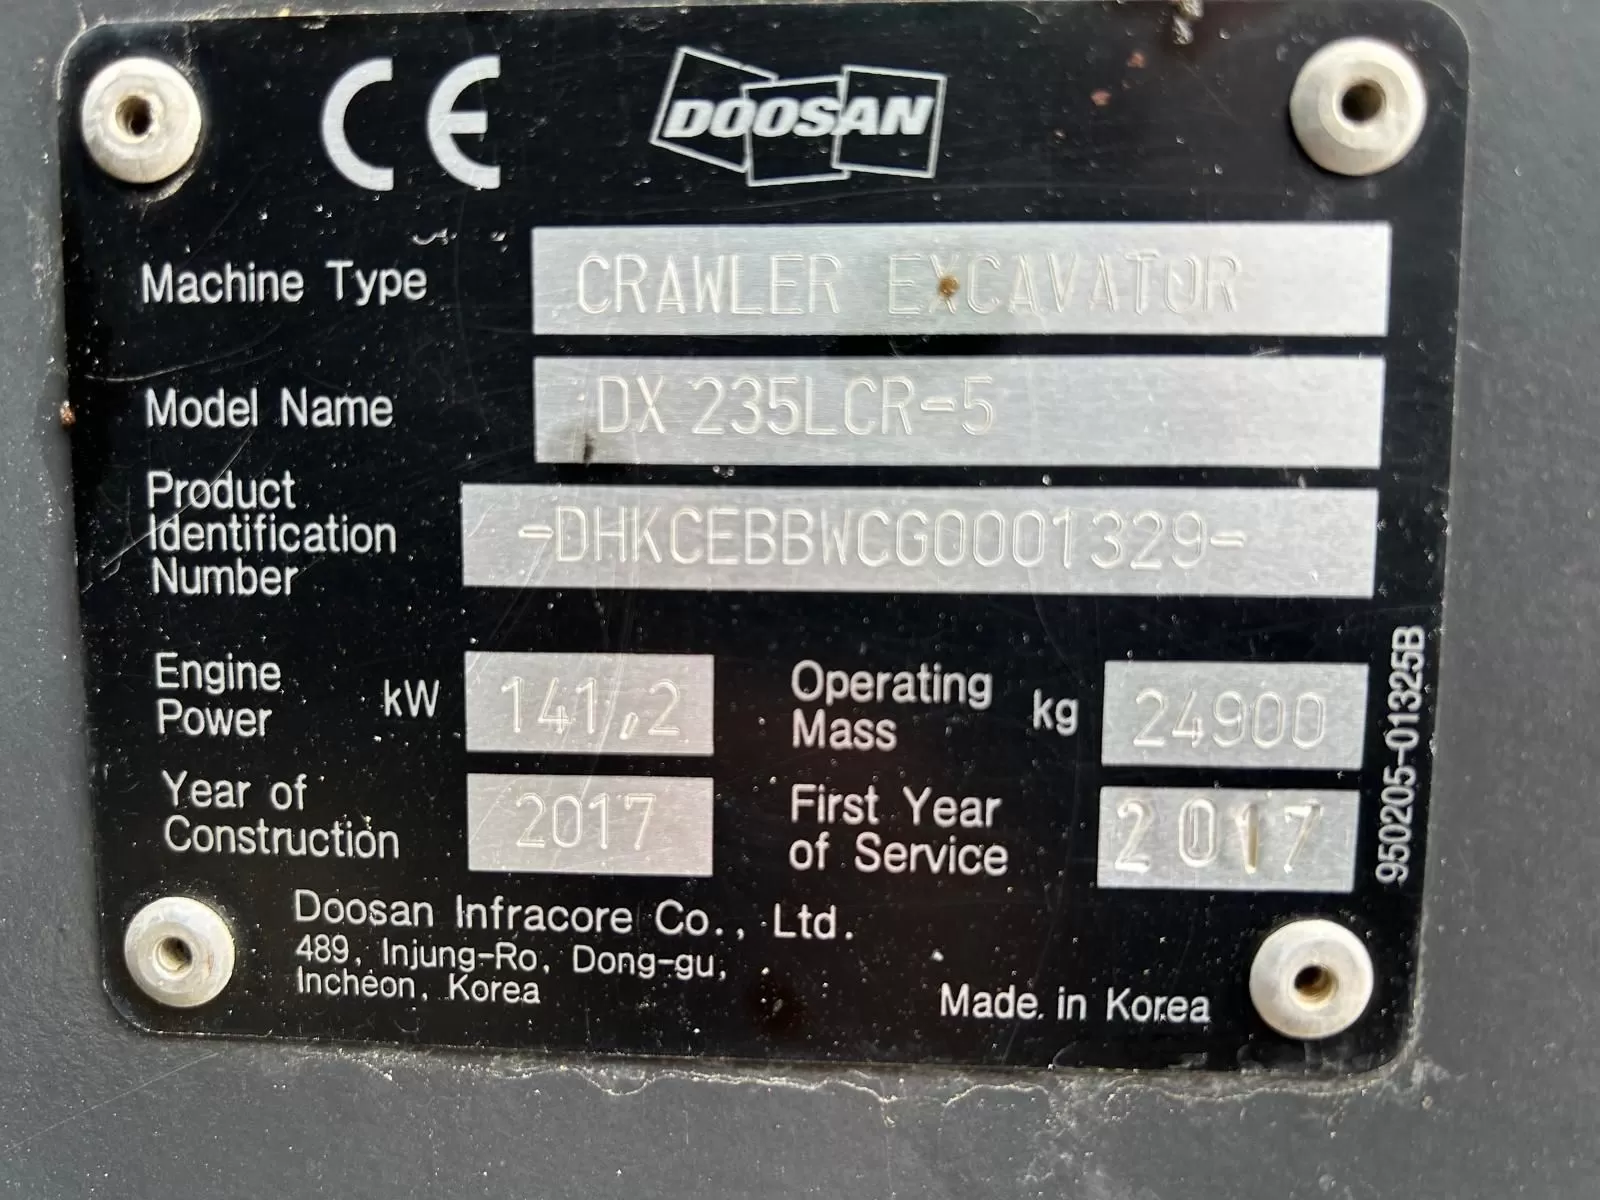 CE
DOOSAN
Machine Type CRAWLER EXCAVATOR
Model Name DX 235LCR-5
Product
Identification
Number
-DHKCEBBWCG0001329-
Engine
Power kW 141,2
Operating
Mass kg 24900
Year of
Construction 2017
First Year
of Service 2017
Doosan Infracore Co., Ltd.
489, Injung-Ro, Dong-gu,
Incheon, Korea
Made in Korea
950205-01325B